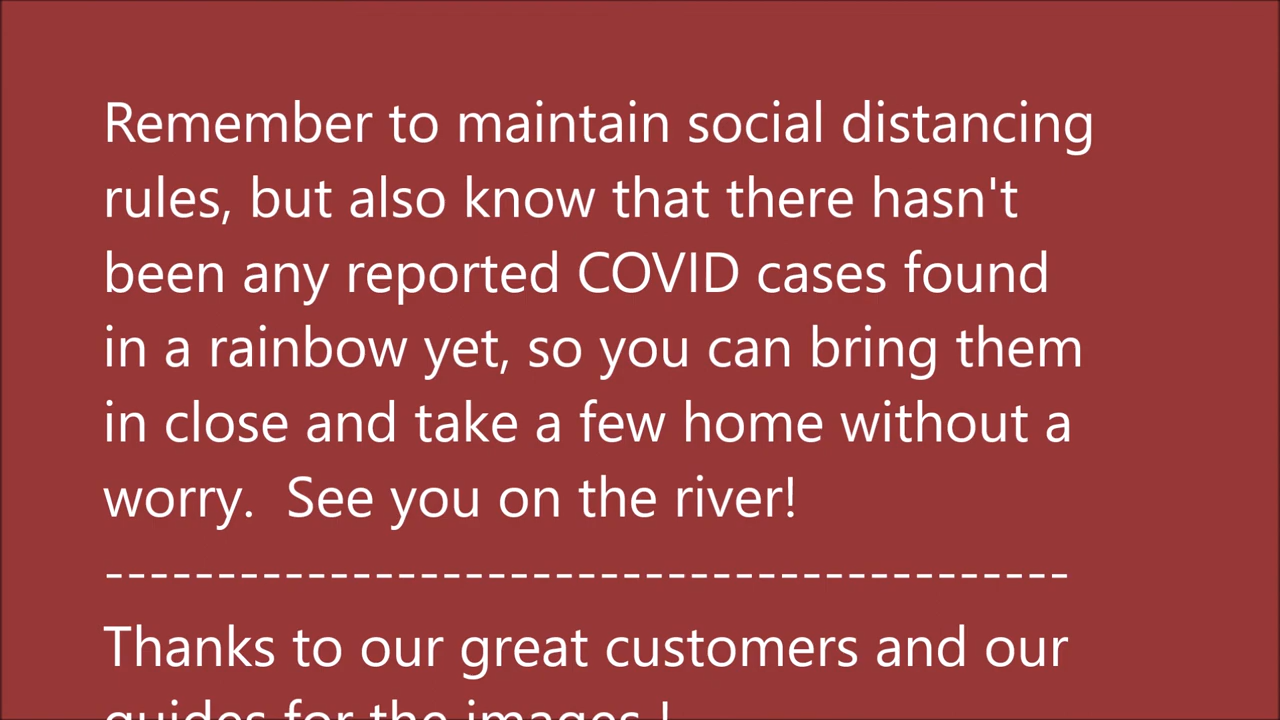 Remember to maintain social distancing
rules, but also know that there hasn't
been any reported COVID cases found
in a rainbow yet, so you can bring them
in close and take a few home without a
worry.  See you on the river!
-------------------------------------------
Thanks to our great customers and our
guides for the images !